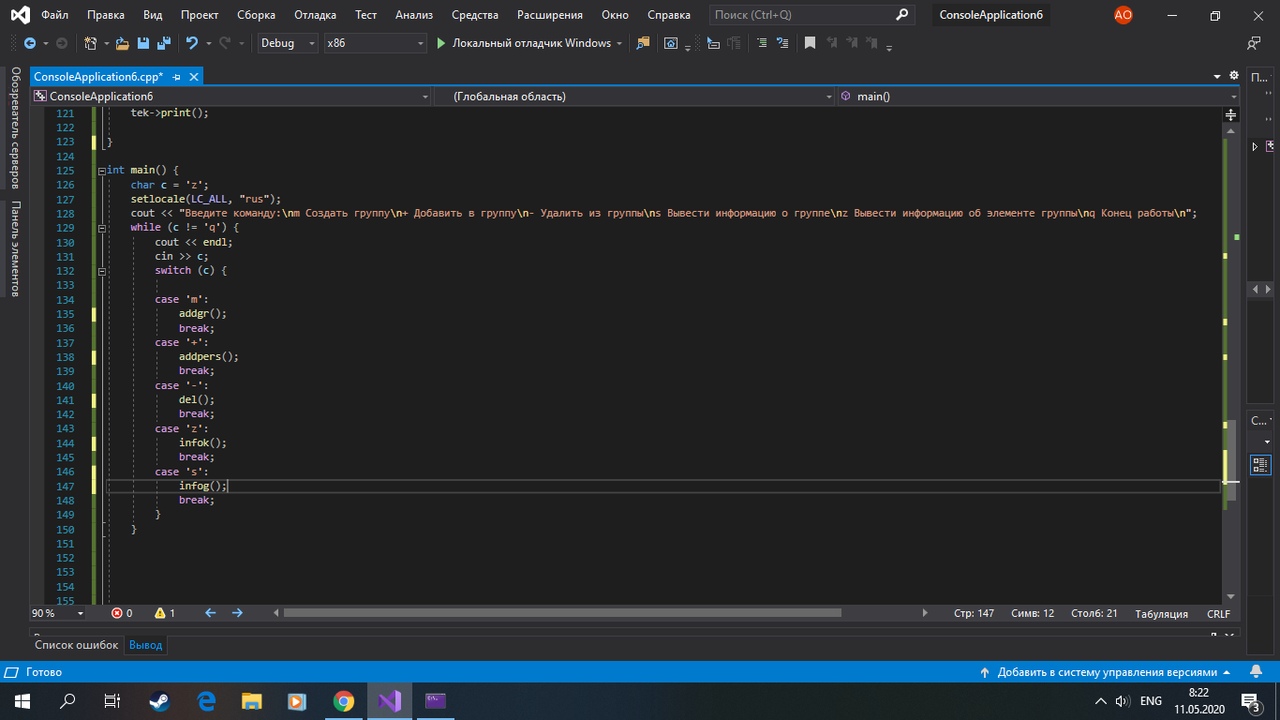 Файл Правка Вид Проект Сборка Отладка Тест Анализ Средства Расширения Окно Справка Поиск (Ctrl+Q) ConsoleApplication6 АО
Debug x86 Локальный отладчик Windows
ConsoleApplication6.cpp* П...
ConsoleApplication6 (Глобальная область) main()
Обозреватель серверов
Панель элементов
121 tek->print();
122
123 }
124
125 int main() {
126 char c = 'z';
127 setlocale(LC_ALL, "rus");
128 cout << "Введите команду:\nm Создать группу\n+ Добавить в группу\n- Удалить из группы\ns Вывести информацию о группе\nz Вывести информацию об элементе группы\nq Конец работы\n";
129 while (c != 'q') {
130 cout << endl;
131 cin >> c;
132 switch (c) {
133
134 case 'm':
135 addgr();
136 break;
137 case '+':
138 addpers();
139 break;
140 case '-':
141 del();
142 break;
143 case 'z':
144 infok();
145 break;
146 case 's':
147 infog();
148 break;
149 }
150 }
151
152
153
154
155
С...
90 % 0 1 Стр: 147 Симв: 12 Столб: 21 Табуляция CRLF
Список ошибок Вывод
Готово Добавить в систему управления версиями
ENG 8:22
11.05.2020 3